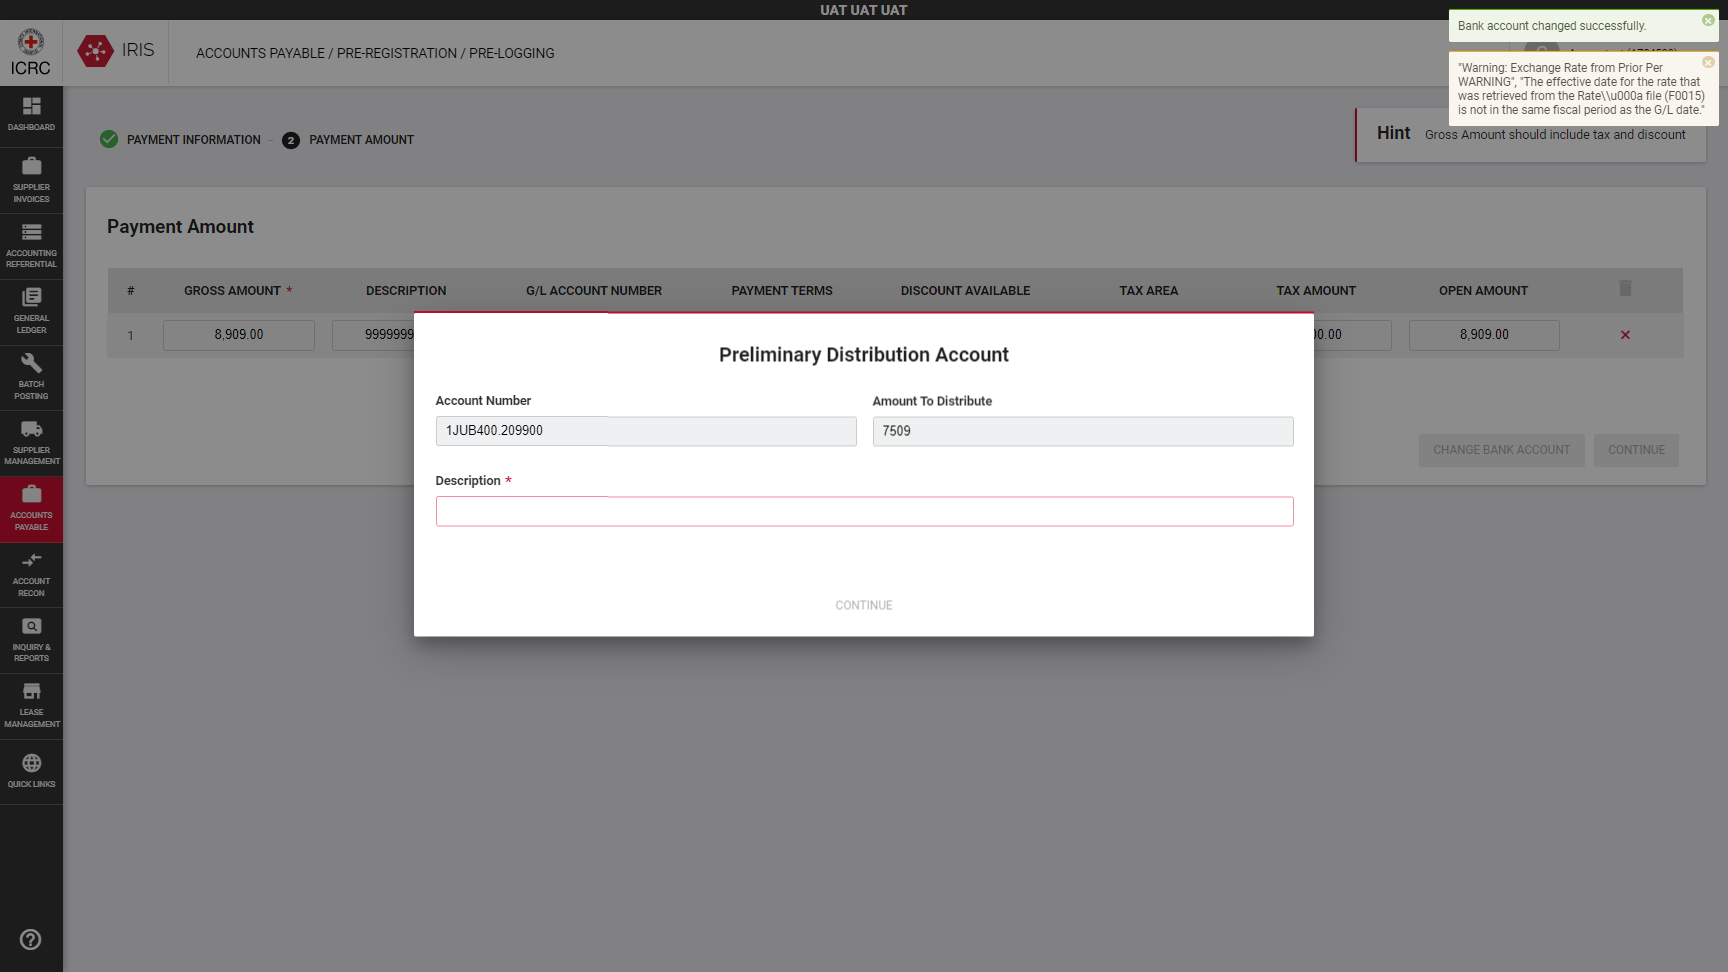 UAT UAT UAT
ICRC
IRIS
ACCOUNTS PAYABLE / PRE-REGISTRATION / PRE-LOGGING
Bank account changed successfully.
"Warning: Exchange Rate from Prior Per
WARNING", "The effective date for the rate that
was retrieved from the Rate\\u000a file (F0015)
is not in the same fiscal period as the G/L date."
Hint Gross Amount should include tax and discount
DASHBOARD
SUPPLIER
INVOICES
ACCOUNTING
REFERENTIAL
GENERAL
LEDGER
BATCH
POSTING
SUPPLIER
MANAGEMENT
ACCOUNTS
PAYABLE
ACCOUNT
RECON
INQUIRY &
REPORTS
LEASE
MANAGEMENT
QUICK LINKS
PAYMENT INFORMATION - 2 PAYMENT AMOUNT
Payment Amount
# GROSS AMOUNT * DESCRIPTION G/L ACCOUNT NUMBER PAYMENT TERMS DISCOUNT AVAILABLE TAX AREA TAX AMOUNT OPEN AMOUNT
1 8,909.00 9999999 00.00 8,909.00
CHANGE BANK ACCOUNT CONTINUE
Preliminary Distribution Account
Account Number Amount To Distribute
1JUB400.209900 7509
Description *
CONTINUE